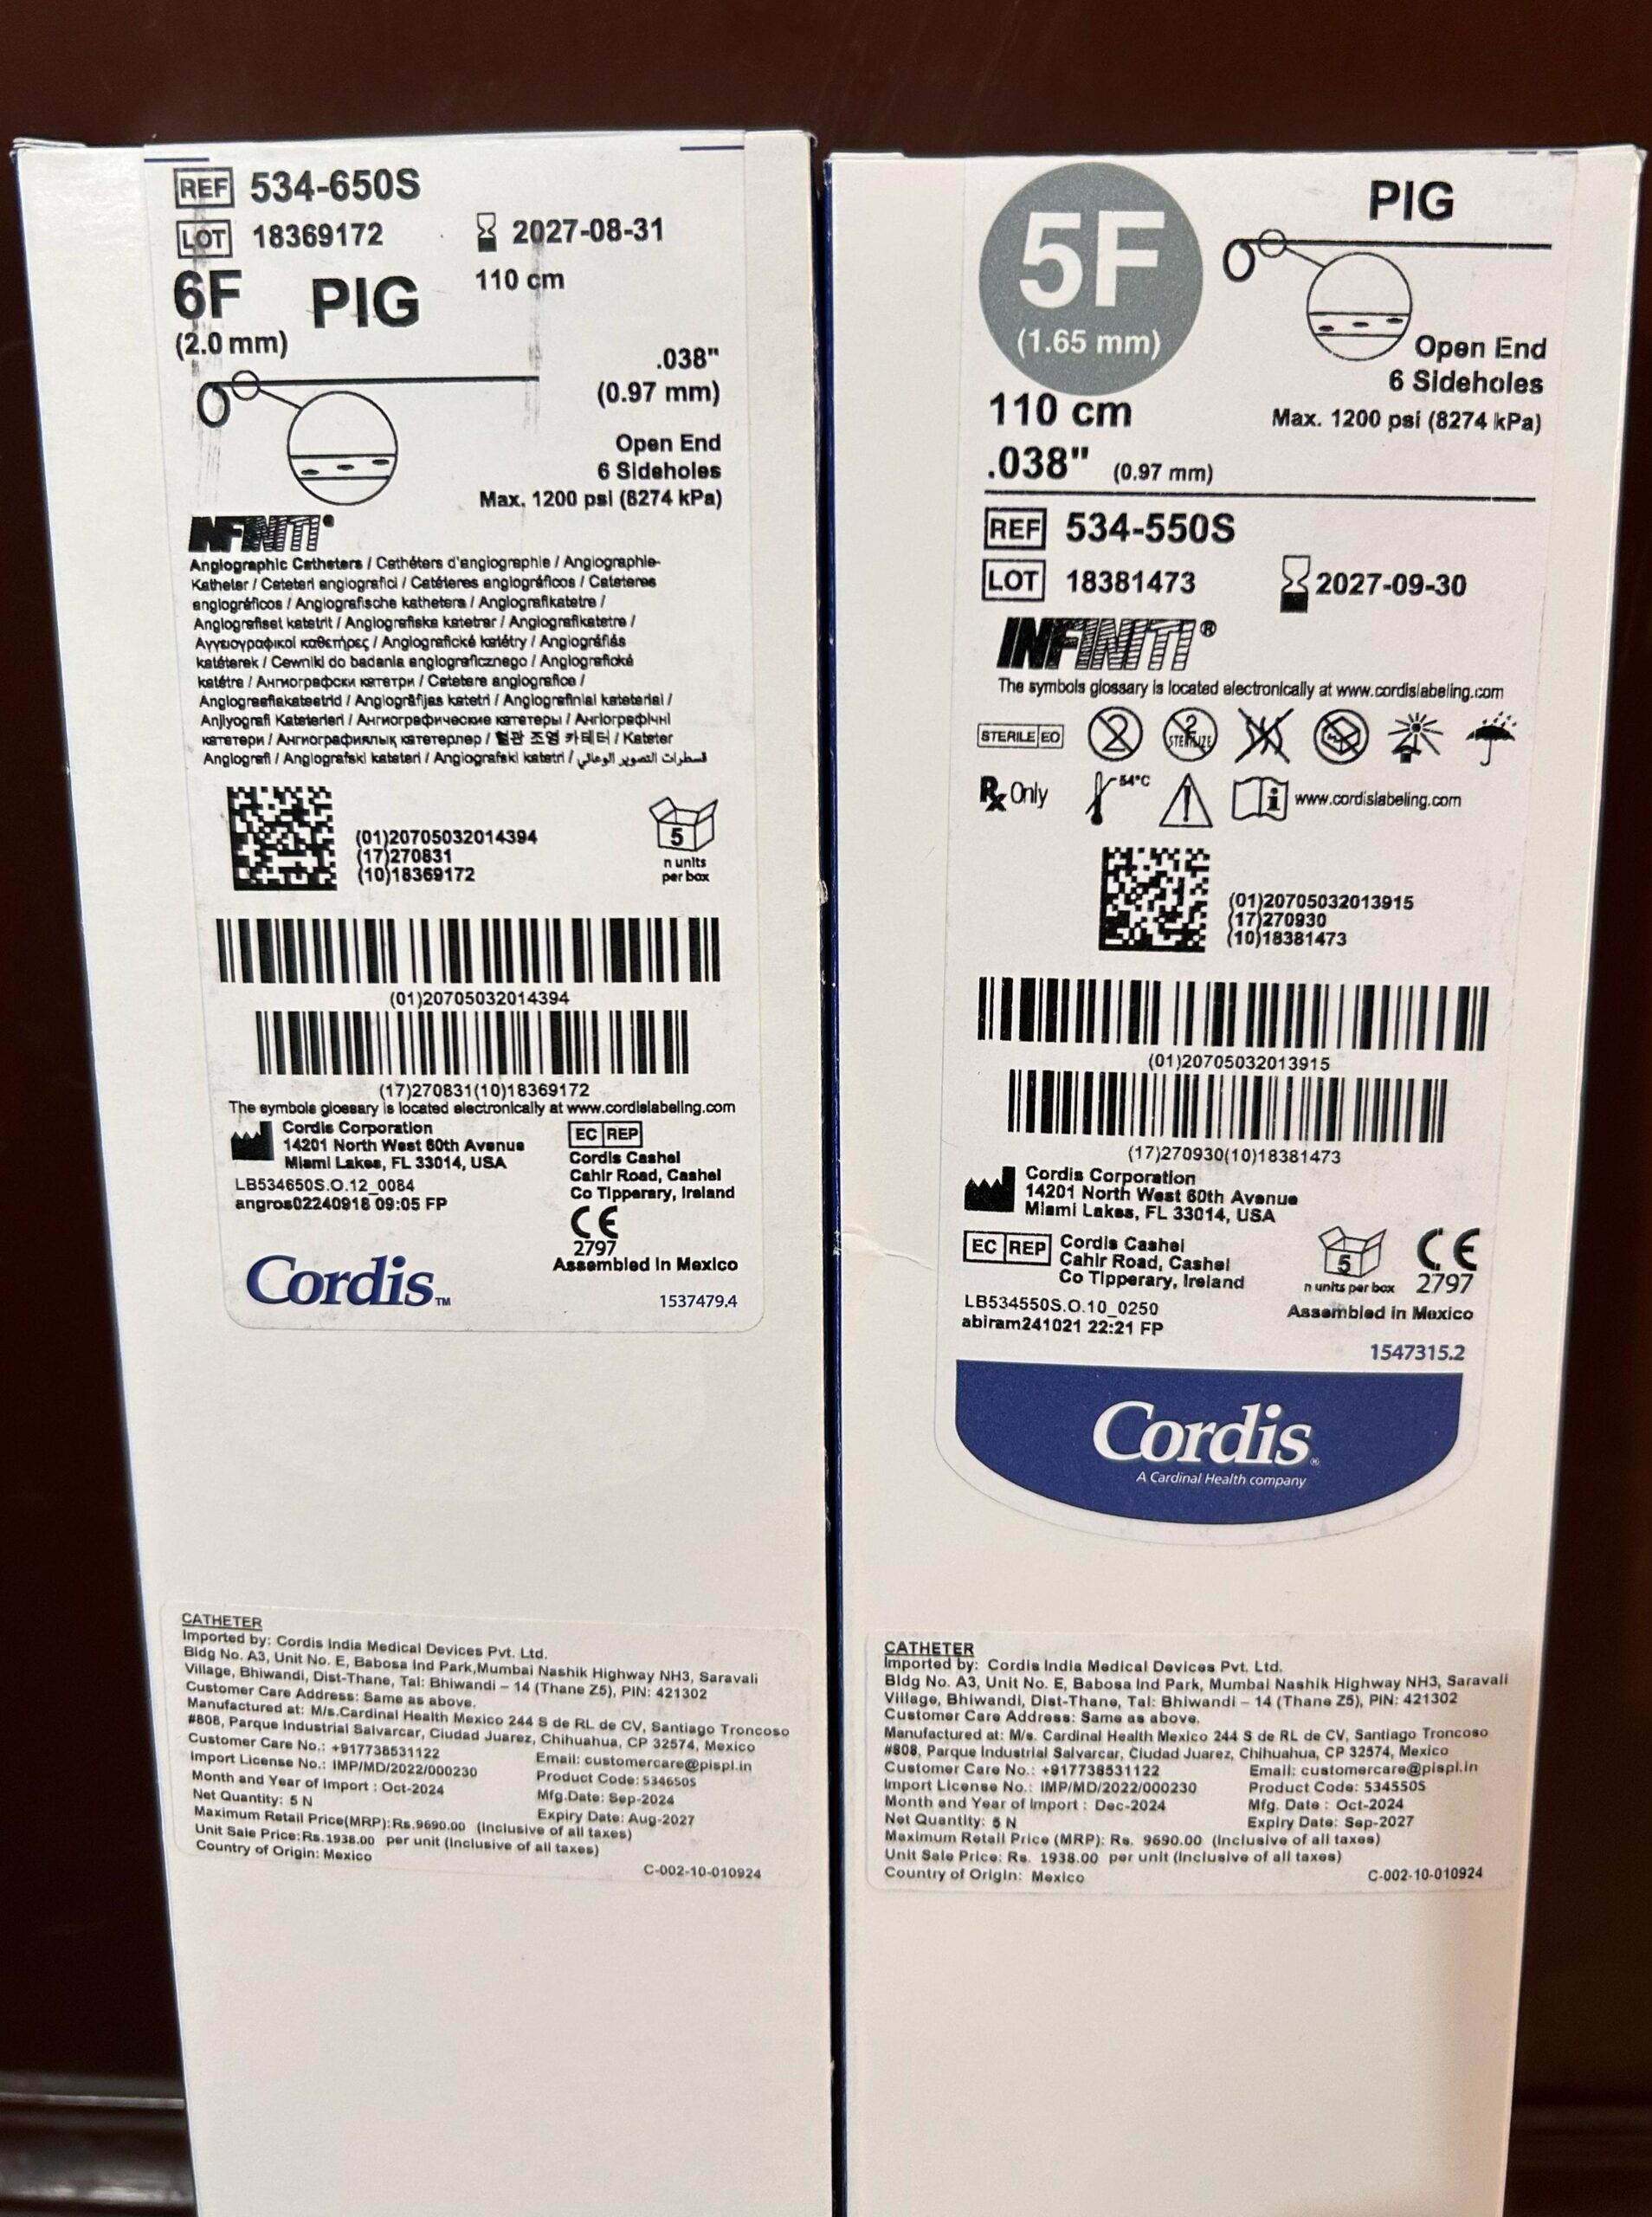 REF 534-650S
LOT 18369172 2027-08-31
6F PIG 110 cm
(2.0 mm)
.038"
(0.97 mm)
Open End
6 Sideholes
Max. 1200 psi (8274 kPa)
INFINITI®
Angiographic Catheters / Cathéters d'angiographie / Angiographie-
Katheter / Cateteri angiografici / Catéteres angiográficos / Cateteres
angiográficos / Angiografische katheters / Angiografikatetre /
Angiografiset katetrit / Angiografiska katetrar / Angiografikatetre /
Αγγειογραφικοί καθετήρες / Angiografické katétry / Angiográfiás
katéterek / Cewniki do badania angiograficznego / Angiografické
katétre / Ангиографски катетри / Catetere angiografice /
Angiograafiakateetrid / Angiogrāfijas katetri / Angiografiniai kateteriai /
Anjiyografi Kateterleri / Ангиографические катетеры / Ангіографічні
катетери / Ангиографиялық катетерлер / 혈관 조영 카테터 / Kateter
Angiografi / Angiografski kateteri / Angiografski katetri / قسطرات التصوير الوعائي
(01)20705032014394
(17)270831
(10)18369172
5
n units
per box
(01)20705032014394
(17)270831(10)18369172
The symbols glossary is located electronically at www.cordislabeling.com
Cordis Corporation
14201 North West 60th Avenue
Miami Lakes, FL 33014, USA
EC REP
Cordis Cashel
Cahir Road, Cashel
Co Tipperary, Ireland
LB534650S.O.12_0084
angros02240918 09:05 FP
CE
2797
Assembled in Mexico
Cordis™
1537479.4
CATHETER
Imported by: Cordis India Medical Devices Pvt. Ltd.
Bldg No. A3, Unit No. E, Babosa Ind Park,Mumbai Nashik Highway NH3, Saravali
Village, Bhiwandi, Dist-Thane, Tal: Bhiwandi – 14 (Thane Z5), PIN: 421302
Customer Care Address: Same as above.
Manufactured at: M/s.Cardinal Health Mexico 244 S de RL de CV, Santiago Troncoso
#808, Parque Industrial Salvarcar, Ciudad Juarez, Chihuahua, CP 32574, Mexico
Customer Care No.: +917738531122 Email: customercare@pispl.in
Import License No.: IMP/MD/2022/000230 Product Code: 534650S
Month and Year of Import : Oct-2024 Mfg.Date: Sep-2024
Net Quantity: 5 N Expiry Date: Aug-2027
Maximum Retail Price(MRP):Rs.9690.00 (Inclusive of all taxes)
Unit Sale Price:Rs.1938.00 per unit (Inclusive of all taxes)
Country of Origin: Mexico
C-002-10-010924
5F
(1.65 mm)
PIG
Open End
6 Sideholes
110 cm
Max. 1200 psi (8274 kPa)
.038" (0.97 mm)
REF 534-550S
LOT 18381473 2027-09-30
INFINITI®
The symbols glossary is located electronically at www.cordislabeling.com
STERILE EO 2 2 STERILIZE
Rx Only 54°C www.cordislabeling.com
(01)20705032013915
(17)270930
(10)18381473
(01)20705032013915
(17)270930(10)18381473
Cordis Corporation
14201 North West 60th Avenue
Miami Lakes, FL 33014, USA
EC REP
Cordis Cashel
Cahir Road, Cashel
Co Tipperary, Ireland
5
n units per box
CE
2797
LB534550S.O.10_0250
abiram241021 22:21 FP
Assembled in Mexico
1547315.2
Cordis®
A Cardinal Health company
CATHETER
Imported by: Cordis India Medical Devices Pvt. Ltd.
Bldg No. A3, Unit No. E, Babosa Ind Park, Mumbai Nashik Highway NH3, Saravali
Village, Bhiwandi, Dist-Thane, Tal: Bhiwandi – 14 (Thane Z5), PIN: 421302
Customer Care Address: Same as above.
Manufactured at: M/s. Cardinal Health Mexico 244 S de RL de CV, Santiago Troncoso
#808, Parque Industrial Salvarcar, Ciudad Juarez, Chihuahua, CP 32574, Mexico
Customer Care No.: +917738531122 Email: customercare@pispl.in
Import License No.: IMP/MD/2022/000230 Product Code: 534550S
Month and Year of Import : Dec-2024 Mfg. Date : Oct-2024
Net Quantity: 5 N Expiry Date: Sep-2027
Maximum Retail Price (MRP): Rs. 9690.00 (Inclusive of all taxes)
Unit Sale Price: Rs. 1938.00 per unit (Inclusive of all taxes)
Country of Origin: Mexico C-002-10-010924